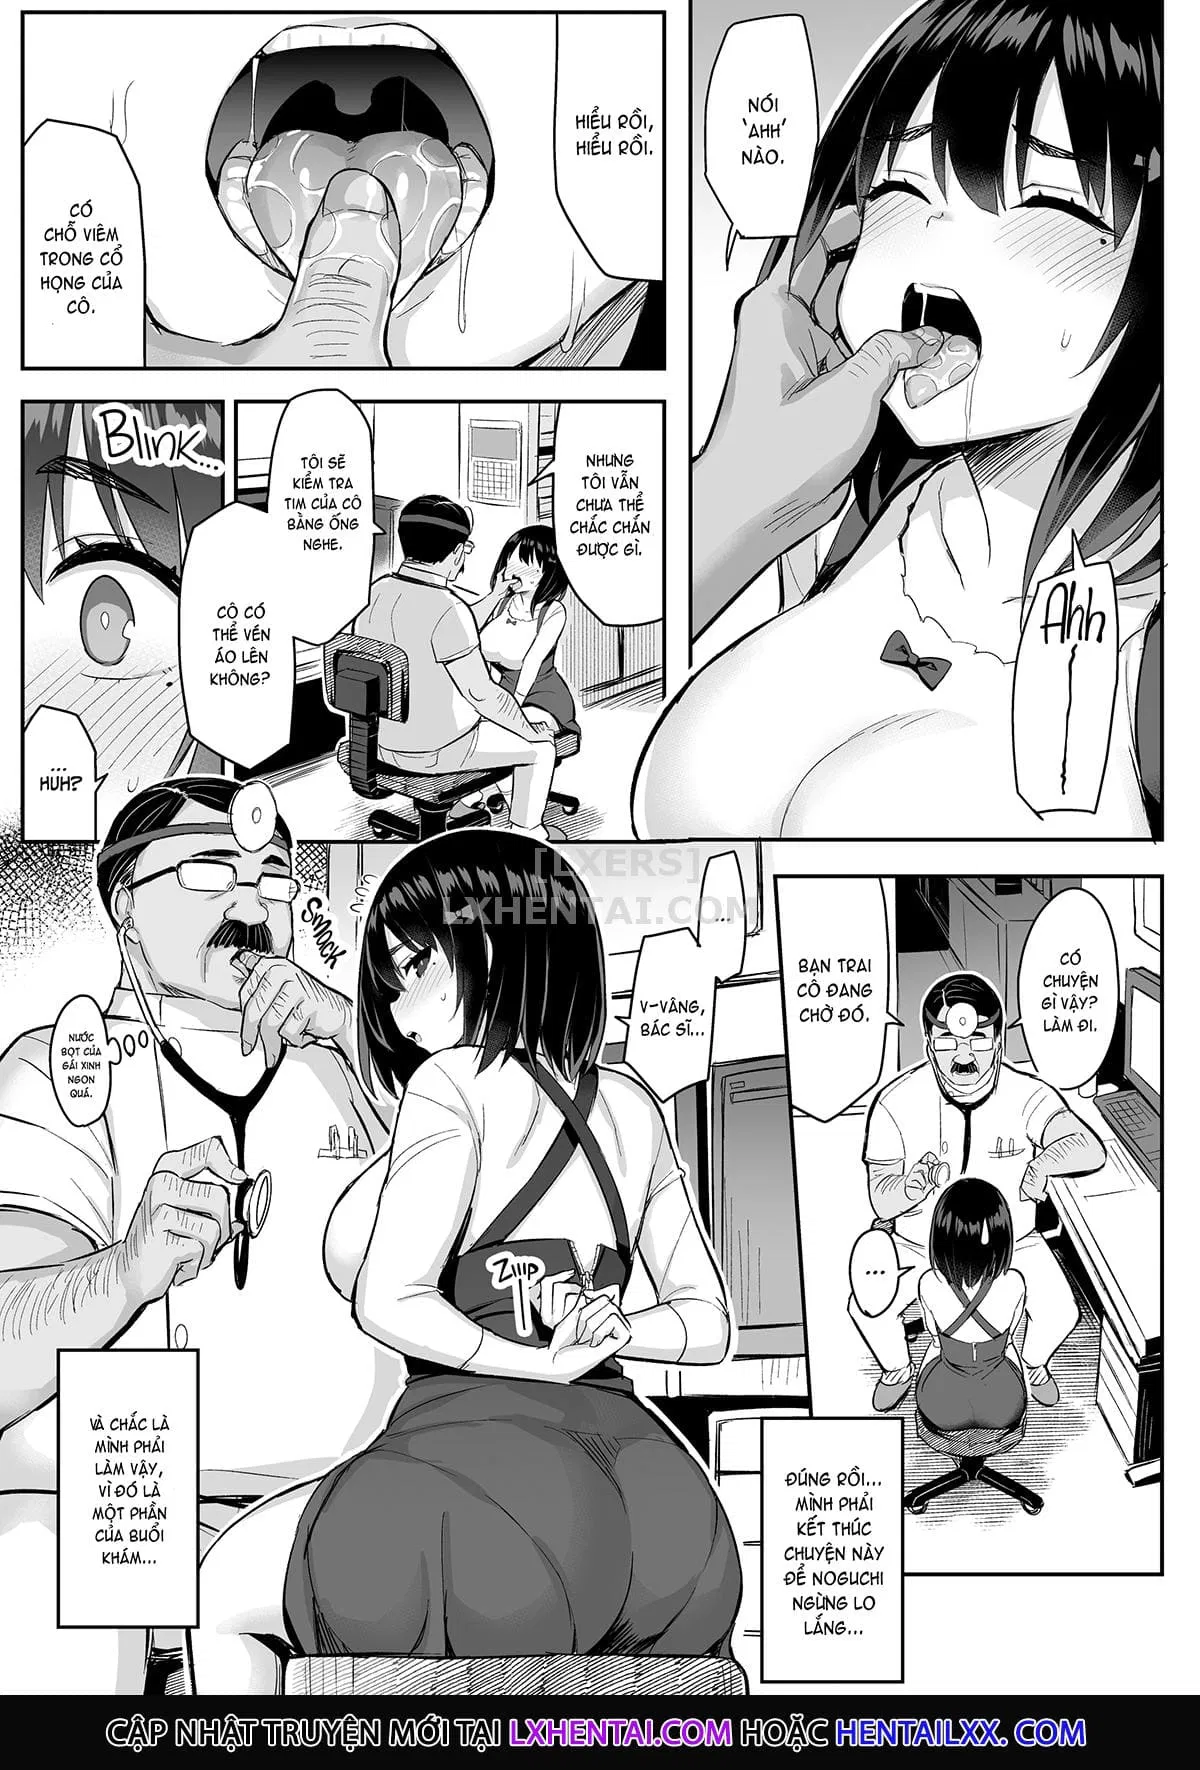 NÓI
'AHH'
NÀO.
Ahh
HIỂU RỒI,
HIỂU RỒI.
CÓ
CHỖ VIÊM
TRONG CỔ
HỌNG CỦA
CÔ.
NHƯNG
TÔI VẪN
CHƯA THỂ
CHẮC CHẮN
ĐƯỢC GÌ.
TÔI SẼ
KIỂM TRA
TIM CỦA CÔ
BẰNG ỐNG
NGHE.
CÔ CÓ
THỂ VÉN
ÁO LÊN
KHÔNG?
Blink...
...
HUH?
CÓ
CHUYỆN
GÌ VẬY?
LÀM ĐI.
BẠN TRAI
CÔ ĐANG
CHỜ ĐÓ.
...
ĐÚNG RỒI...
MÌNH PHẢI
KẾT THÚC
CHUYỆN NÀY
ĐỂ NOGUCHI
NGỪNG LO
LẮNG...
...
V-VÂNG,
BÁC SĨ...
Smack
NƯỚC
BỌT CỦA
GÁI XINH
NGON
QUÁ.
Ziiip
VÀ CHẮC LÀ
MÌNH PHẢI
LÀM VẬY,
VÌ ĐÓ LÀ
MỘT PHẦN
CỦA BUỔI
KHÁM...
[LXERS]
LXHENTAI.COM
CẬP NHẬT TRUYỆN MỚI TẠI LXHENTAI.COM HOẶC HENTAILXX. COM